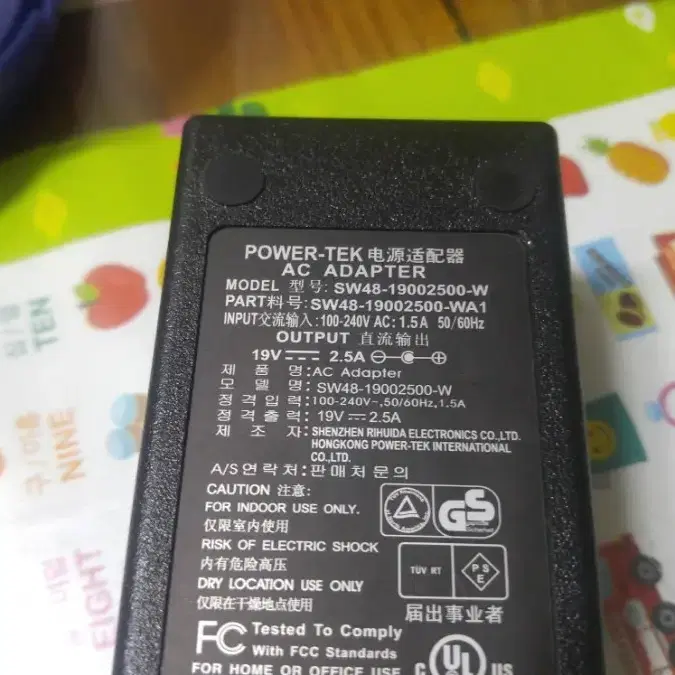 POWER-TEK 电源适配器
AC ADAPTER
MODEL 型号: SW48-19002500-W
PART料号: SW48-19002500-WA1
INPUT交流输入: 100-240V AC: 1.5A 50/60Hz
OUTPUT 直流输出
19V 2.5A
제품명: AC Adapter
모델명: SW48-19002500-W
정격입력: 100-240V~, 50/60Hz, 1.5A
정격출력: 19V 2.5A
제조자: SHENZHEN RIHUIDA ELECTRONICS CO.,LTD.
HONGKONG POWER-TEK INTERNATIONAL
CO.,LTD.
A/S연락처: 판매처문의
CAUTION 注意:
FOR INDOOR USE ONLY.
仅限室内使用
RISK OF ELECTRIC SHOCK
内有危险高压
DRY LOCATION USE ONLY
仅限在干燥地点使用
GS
TÜV RT
PSE
届出事业者
FC Tested To Comply
With FCC Standards
FOR HOME OR OFFICE USE
C UL US
TEN
구/아홉
NINE
EIGHT